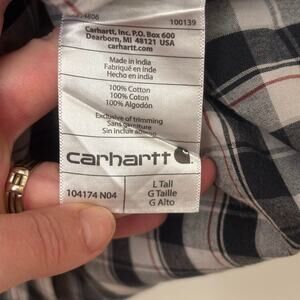 4806 100139
Carhartt, Inc. P.O. Box 600
Dearborn, MI 48121 USA
carhartt.com
Made in India
Fabriqué en inde
Hecho en India
100% Cotton
100% Coton
100% Algodón
Exclusive of trimming
Sans garniture
Sin incluir
carhartt
104174 N04
L Tall
G Taille
G Alto